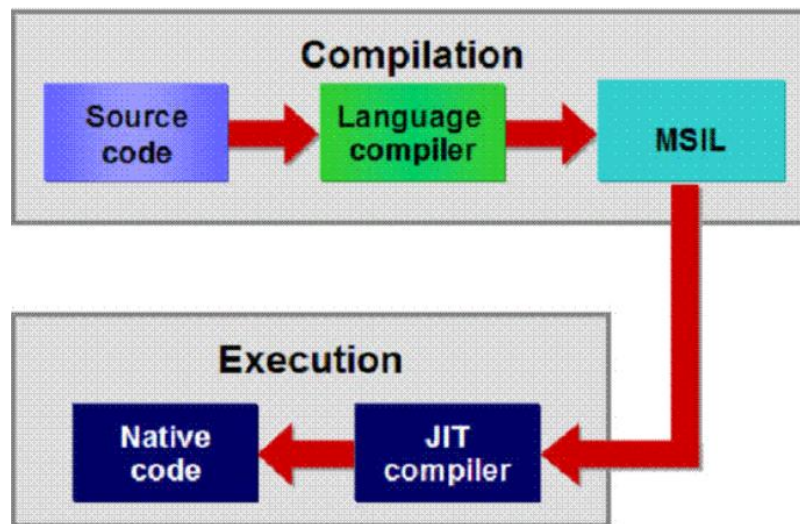 Compilation
Source
code
Language
compiler
MSIL
Execution
Native
code
JIT
compiler